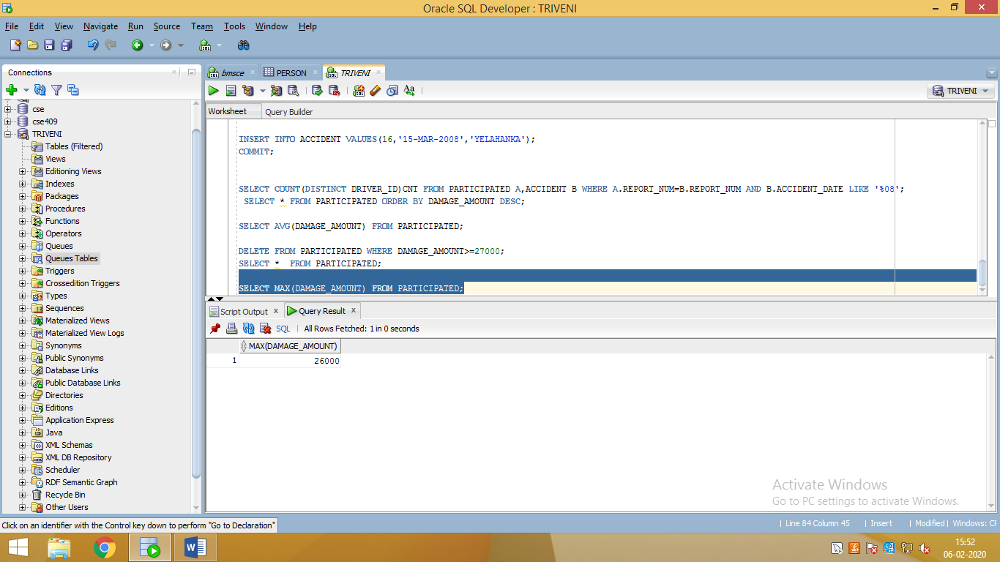 Oracle SQL Developer : TRIVENI
File Edit View Navigate Run Source Team Tools Window Help
Connections
bmsce
PERSON
TRIVENI
TRIVENI
Worksheet Query Builder
cse
cse409
TRIVENI
Tables (Filtered)
Views
Editioning Views
Indexes
Packages
Procedures
Functions
Operators
Queues
Queues Tables
Triggers
Crossedition Triggers
Types
Sequences
Materialized Views
Materialized View Logs
Synonyms
Public Synonyms
Database Links
Public Database Links
Directories
Editions
Application Express
Java
XML Schemas
XML DB Repository
Scheduler
RDF Semantic Graph
Recycle Bin
Other Users
INSERT INTO ACCIDENT VALUES(16,'15-MAR-2008','YELAHANKA');
COMMIT;
SELECT COUNT(DISTINCT DRIVER_ID)CNT FROM PARTICIPATED A,ACCIDENT B WHERE A.REPORT_NUM=B.REPORT_NUM AND B.ACCIDENT_DATE LIKE '%08';
SELECT * FROM PARTICIPATED ORDER BY DAMAGE_AMOUNT DESC;
SELECT AVG(DAMAGE_AMOUNT) FROM PARTICIPATED;
DELETE FROM PARTICIPATED WHERE DAMAGE_AMOUNT>=27000;
SELECT * FROM PARTICIPATED;
SELECT MAX(DAMAGE_AMOUNT) FROM PARTICIPATED;
Script Output x Query Result x
SQL | All Rows Fetched: 1 in 0 seconds
MAX(DAMAGE_AMOUNT)
1 26000
Activate Windows
Go to PC settings to activate Windows.
Click on an identifier with the Control key down to perform "Go to Declaration"
| Line 84 Column 45 | Insert | Modified | Windows: CF
15:52
06-02-2020